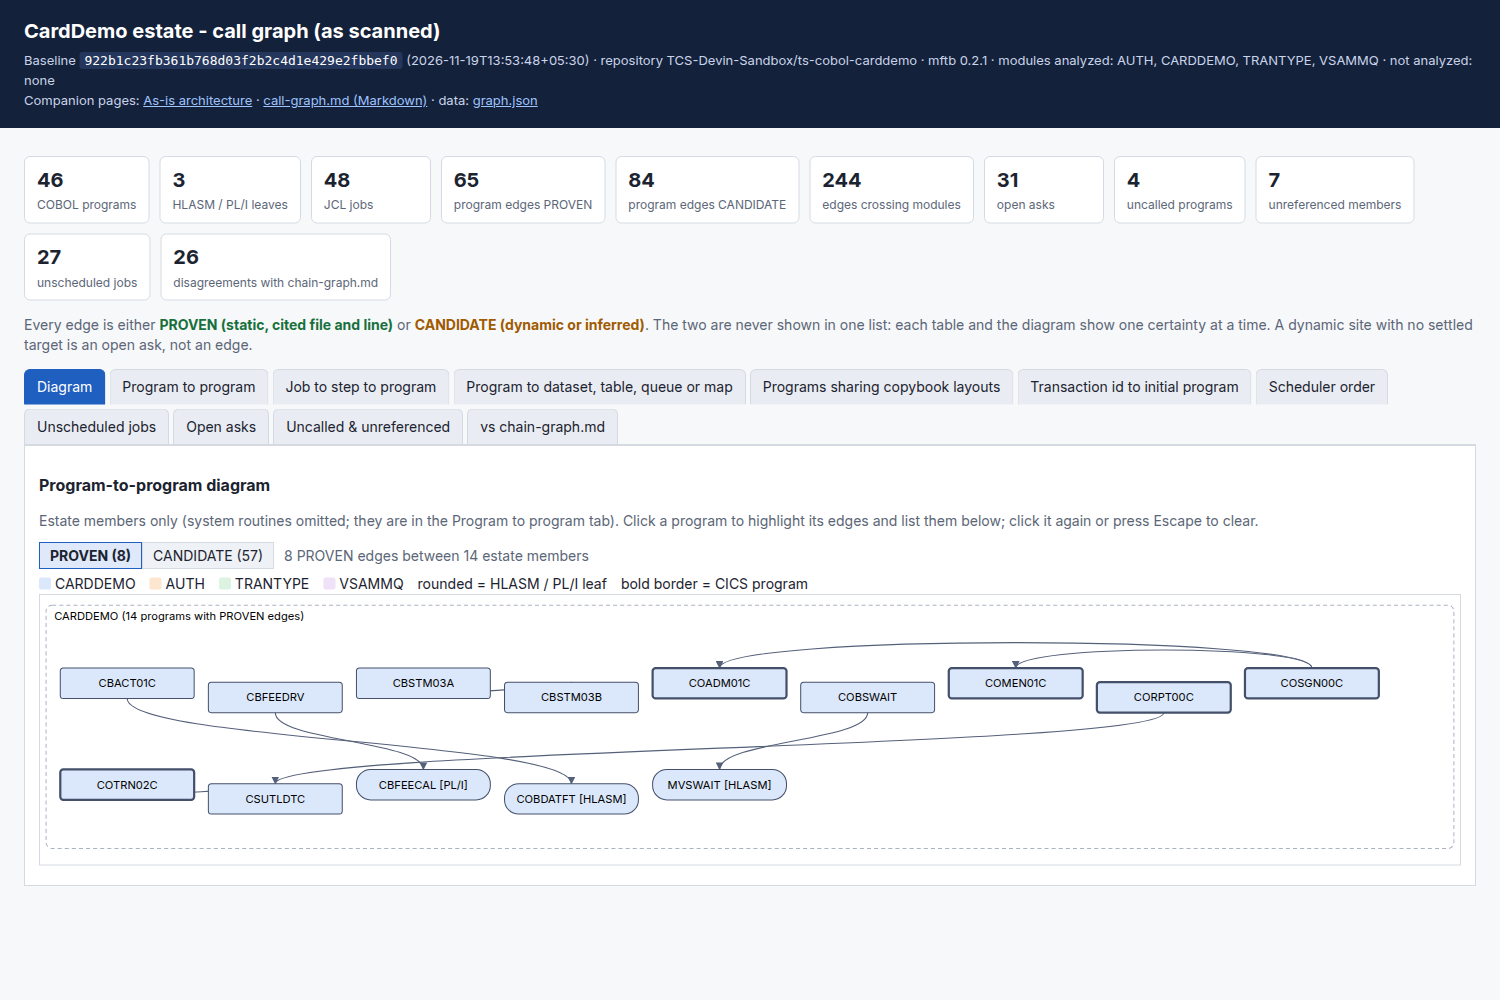 CardDemo estate - call graph (as scanned)
Baseline 922b1c23fb361b768d03f2b2c4d1e429e2fbbef0 (2026-11-19T13:53:48+05:30) · repository TCS-Devin-Sandbox/ts-cobol-carddemo · mftb 0.2.1 · modules analyzed: AUTH, CARDDEMO, TRANTYPE, VSAMMQ · not analyzed:
none
Companion pages: As-is architecture · call-graph.md (Markdown) · data: graph.json
46
COBOL programs
3
HLASM / PL/I leaves
48
JCL jobs
65
program edges PROVEN
84
program edges CANDIDATE
244
edges crossing modules
31
open asks
4
uncalled programs
7
unreferenced members
27
unscheduled jobs
26
disagreements with chain-graph.md
Every edge is either PROVEN (static, cited file and line) or CANDIDATE (dynamic or inferred). The two are never shown in one list: each table and the diagram show one certainty at a time. A dynamic site with no settled
target is an open ask, not an edge.
Diagram Program to program Job to step to program Program to dataset, table, queue or map Programs sharing copybook layouts Transaction id to initial program Scheduler order
Unscheduled jobs Open asks Uncalled & unreferenced vs chain-graph.md
Program-to-program diagram
Estate members only (system routines omitted; they are in the Program to program tab). Click a program to highlight its edges and list them below; click it again or press Escape to clear.
PROVEN (8) CANDIDATE (57) 8 PROVEN edges between 14 estate members
CARDDEMO AUTH TRANTYPE VSAMMQ rounded = HLASM / PL/I leaf bold border = CICS program
CARDDEMO (14 programs with PROVEN edges)
CBACT01C CBFEEDRV CBSTM03A CBSTM03B COADM01C COBSWAIT COMEN01C CORPT00C COSGN00C
COTRN02C CSUTLDTC CBFEECAL [PL/I] COBDATFT [HLASM] MVSWAIT [HLASM]